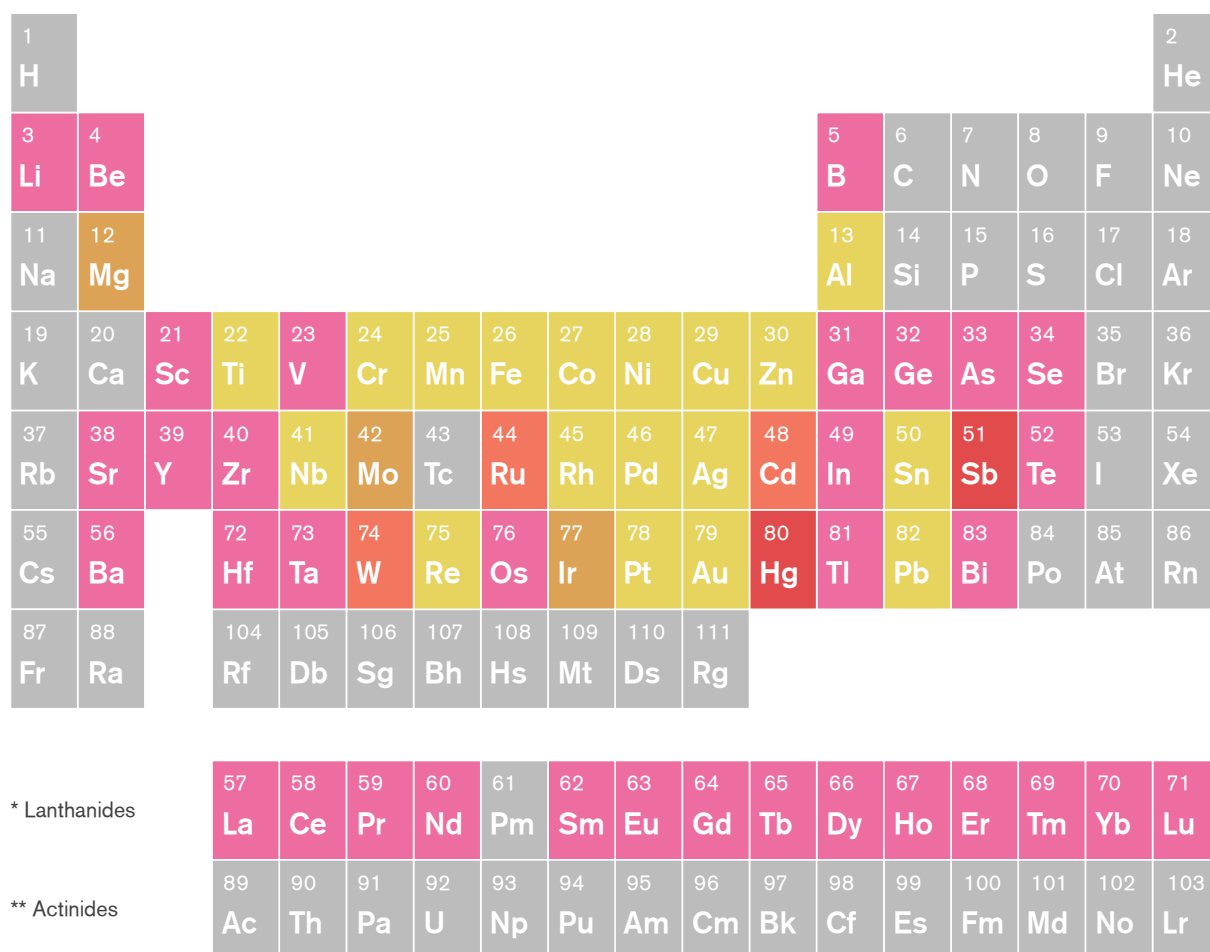 1 2
H He
3 4 5 6 7 8 9 10
Li Be B C N O F Ne
11 12 13 14 15 16 17 18
Na Mg Al Si P S Cl Ar
19 20 21 22 23 24 25 26 27 28 29 30 31 32 33 34 35 36
K Ca Sc Ti V Cr Mn Fe Co Ni Cu Zn Ga Ge As Se Br Kr
37 38 39 40 41 42 43 44 45 46 47 48 49 50 51 52 53 54
Rb Sr Y Zr Nb Mo Tc Ru Rh Pd Ag Cd In Sn Sb Te I Xe
55 56 72 73 74 75 76 77 78 79 80 81 82 83 84 85 86
Cs Ba Hf Ta W Re Os Ir Pt Au Hg Tl Pb Bi Po At Rn
87 88 104 105 106 107 108 109 110 111
Fr Ra Rf Db Sg Bh Hs Mt Ds Rg
57 58 59 60 61 62 63 64 65 66 67 68 69 70 71
* Lanthanides La Ce Pr Nd Pm Sm Eu Gd Tb Dy Ho Er Tm Yb Lu
89 90 91 92 93 94 95 96 97 98 99 100 101 102 103
** Actinides Ac Th Pa U Np Pu Am Cm Bk Cf Es Fm Md No Lr